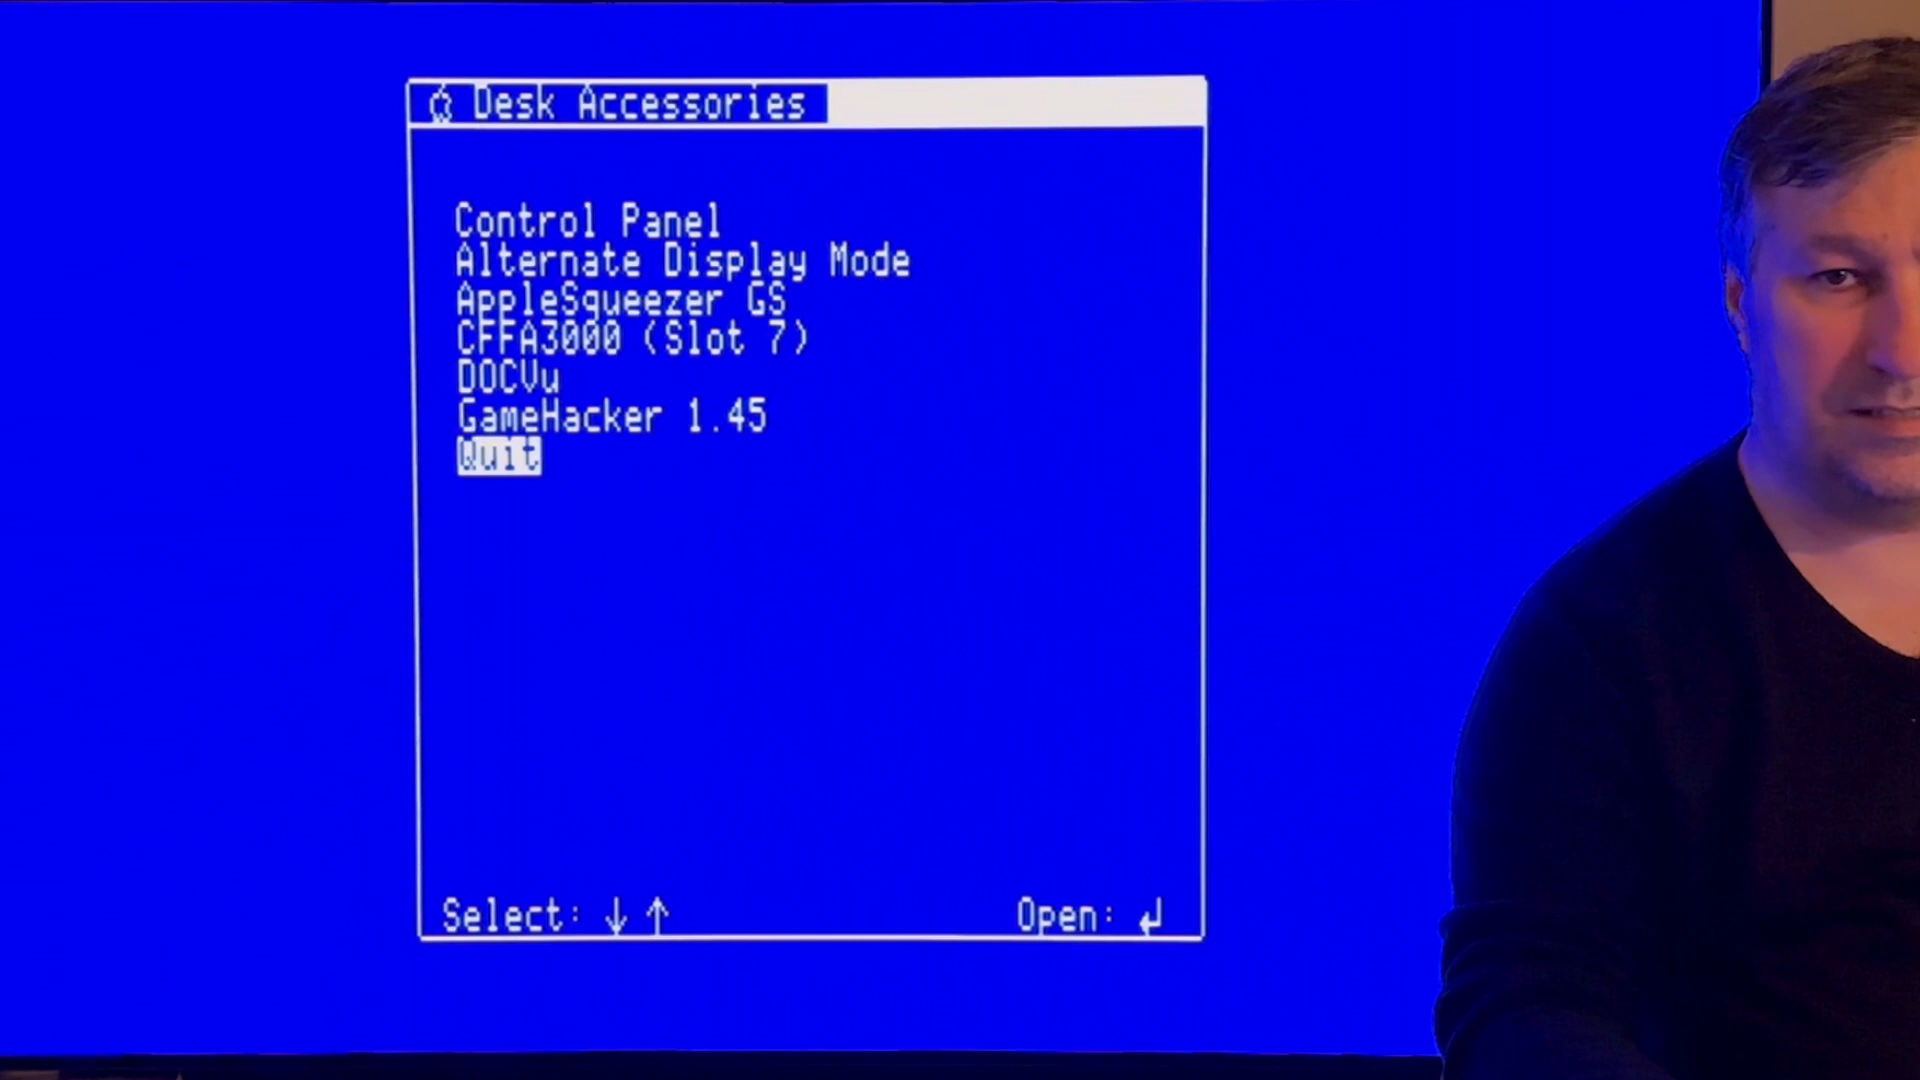 Desk Accessories
Control Panel
Alternate Display Mode
AppleSqueezer GS
CFFA3000 (Slot 7)
DOCVu
GameHacker 1.45
Quit
Select: ↓ ↑
Open: ↵